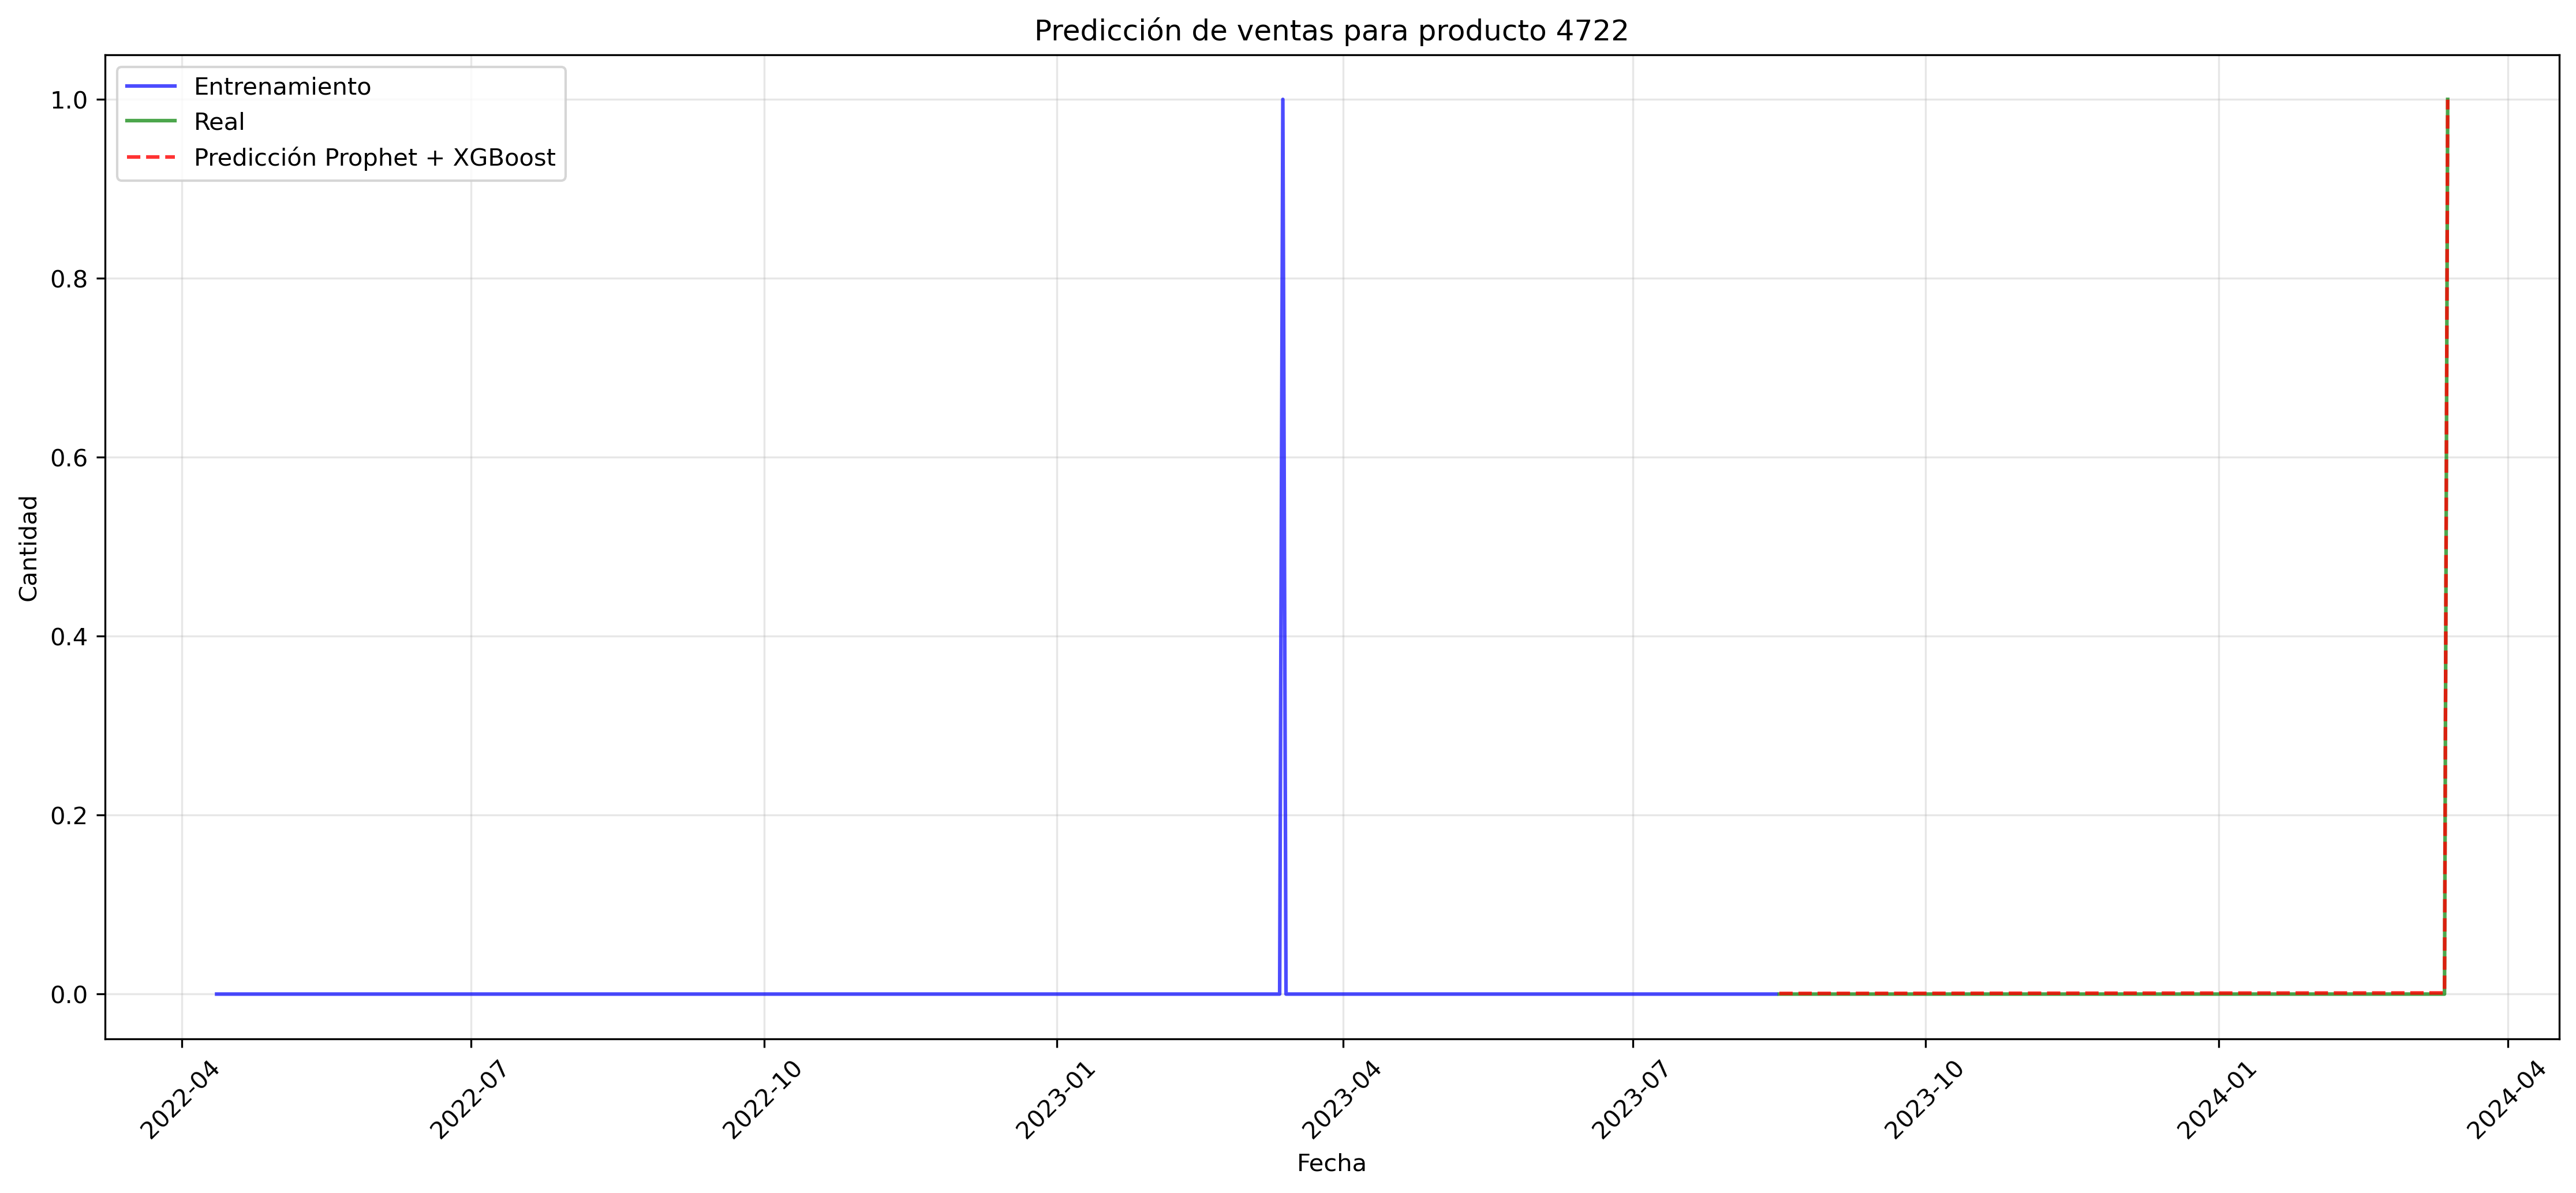 Predicción de ventas para producto 4722
Entrenamiento
Real
Predicción Prophet + XGBoost
Cantidad
1.0
0.8
0.6
0.4
0.2
0.0
2022-04
2022-07
2022-10
2023-01
2023-04
2023-07
2023-10
2024-01
2024-04
Fecha